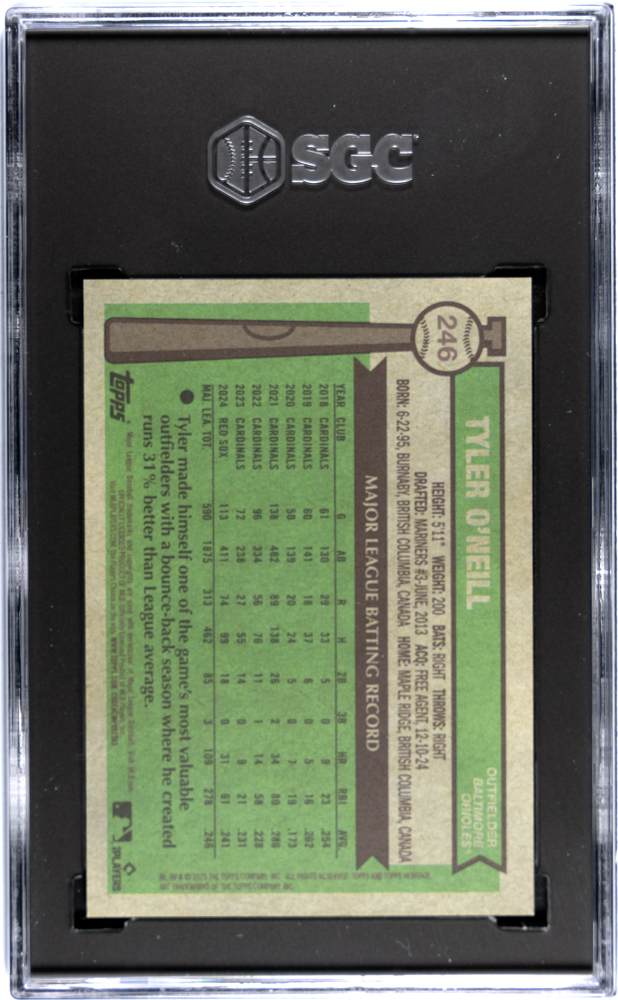 SGC
246
TYLER O'NEILL
OUTFIELDER
BALTIMORE
ORIOLES
HEIGHT: 5'11" WEIGHT: 200 BATS: RIGHT THROWS: RIGHT
DRAFTED: MARINERS #3-JUNE, 2013 ACQ: FREE AGENT, 12-10-24
BORN: 6-22-95, BURNABY, BRITISH COLUMBIA, CANADA HOME: MAPLE RIDGE, BRITISH COLUMBIA, CANADA
MAJOR LEAGUE BATTING RECORD
YEAR CLUB G AB R H 2B 3B HR RBI AVG.
2018 CARDINALS 61 130 29 33 5 0 9 23 .254
2019 CARDINALS 60 141 18 37 6 0 5 16 .262
2020 CARDINALS 50 139 20 24 5 0 7 19 .173
2021 CARDINALS 138 482 89 138 26 2 34 80 .286
2022 CARDINALS 96 334 56 76 11 1 14 58 .228
2023 CARDINALS 72 238 27 55 14 0 9 21 .231
2024 RED SOX 113 411 74 99 18 0 31 61 .241
MAJ. LEA. TOT. 590 1875 313 462 85 3 109 278 .246
● Tyler made himself one of the game's most valuable
outfielders with a bounce-back season where he created
runs 31% better than League average.
topps
PLAYERS